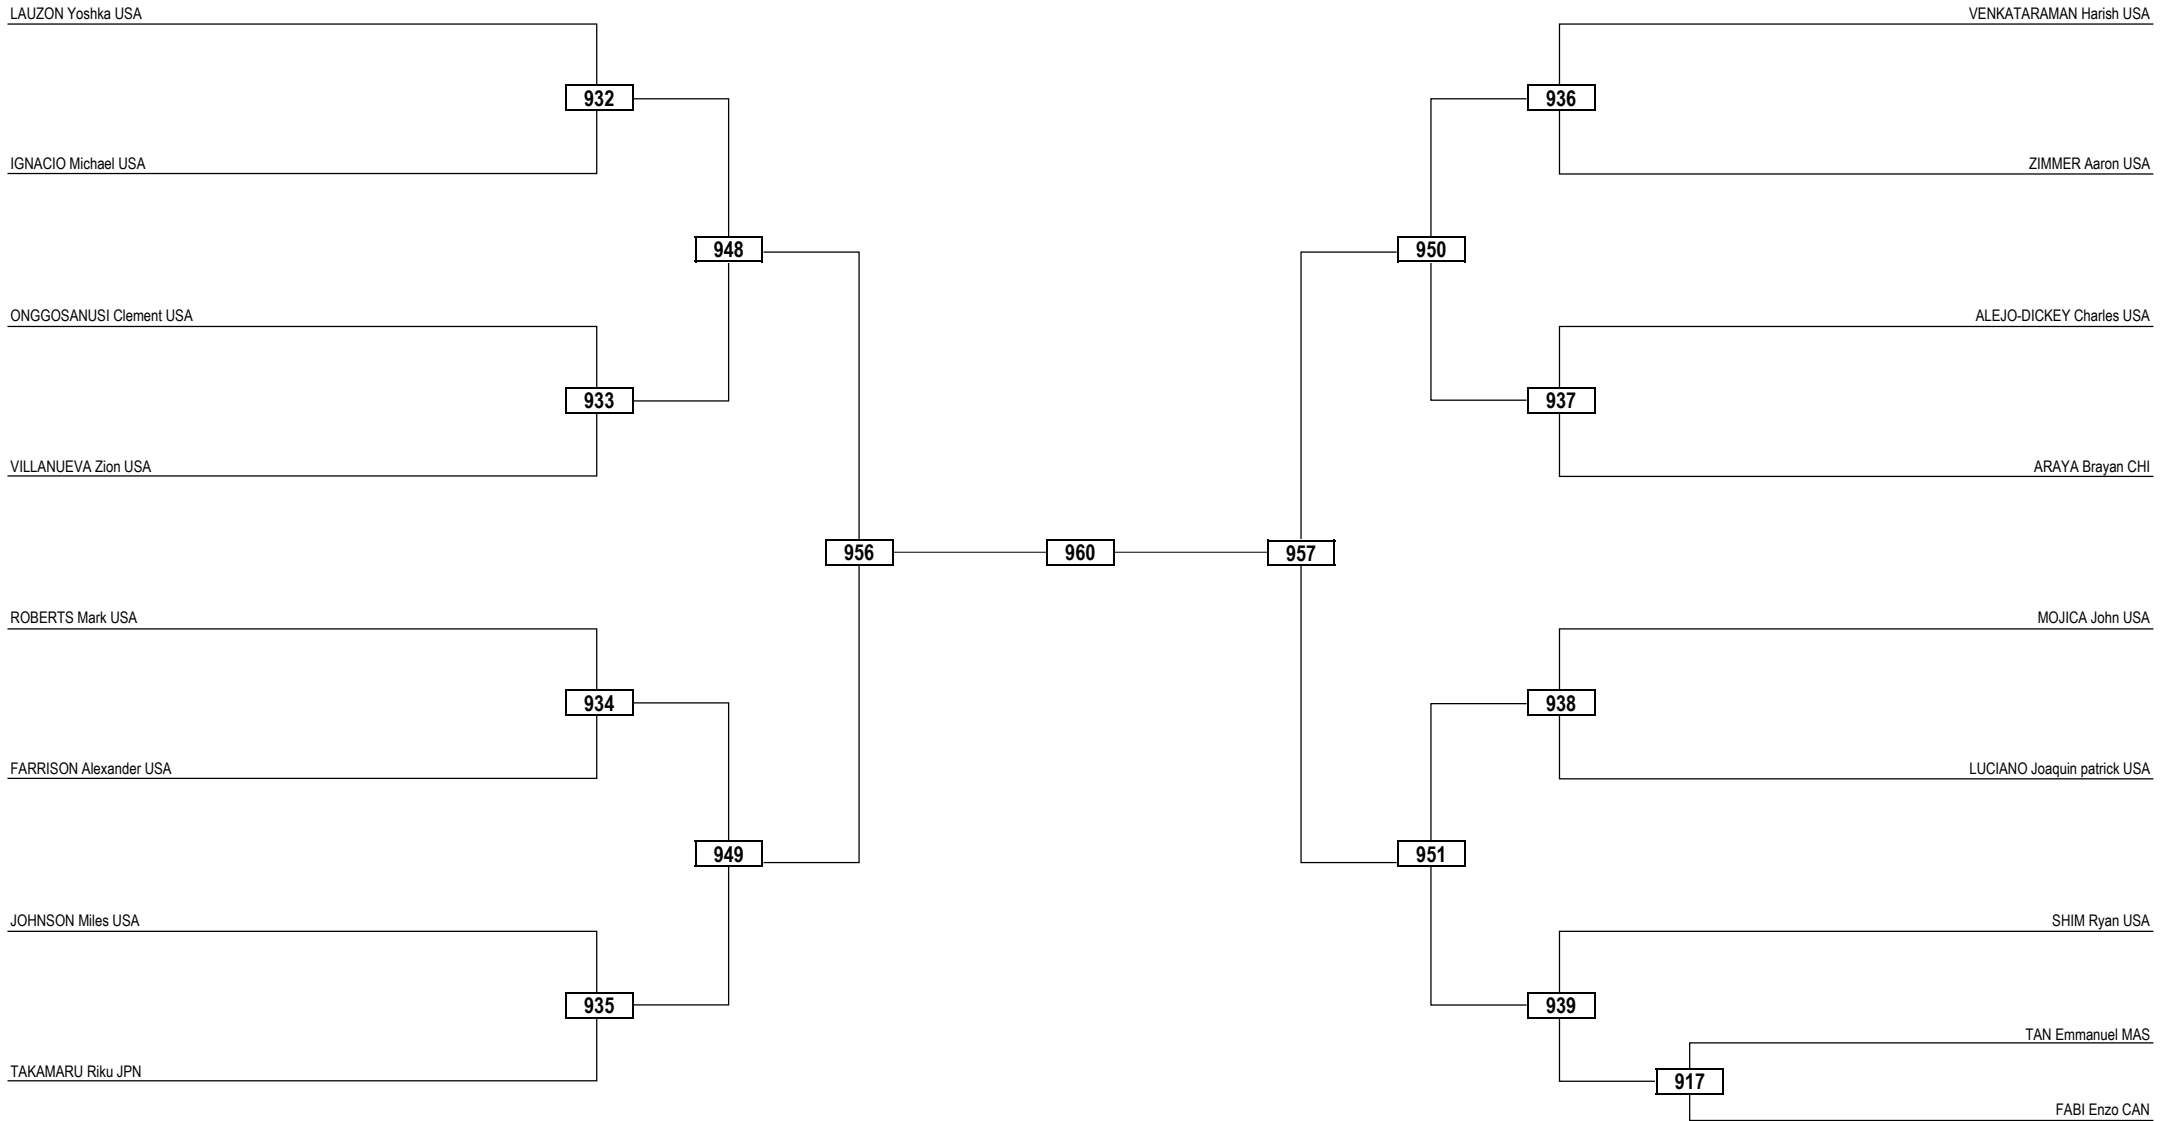 LAUZON Yoshka USA
VENKATARAMAN Harish USA
932
936
IGNACIO Michael USA
ZIMMER Aaron USA
948
950
ONGGOSANUSI Clement USA
ALEJO-DICKEY Charles USA
933
937
VILLANUEVA Zion USA
ARAYA Brayan CHI
956
960
957
ROBERTS Mark USA
MOJICA John USA
934
938
FARRISON Alexander USA
LUCIANO Joaquin patrick USA
949
951
JOHNSON Miles USA
SHIM Ryan USA
935
939
TAN Emmanuel MAS
TAKAMARU Riku JPN
917
FABI Enzo CAN